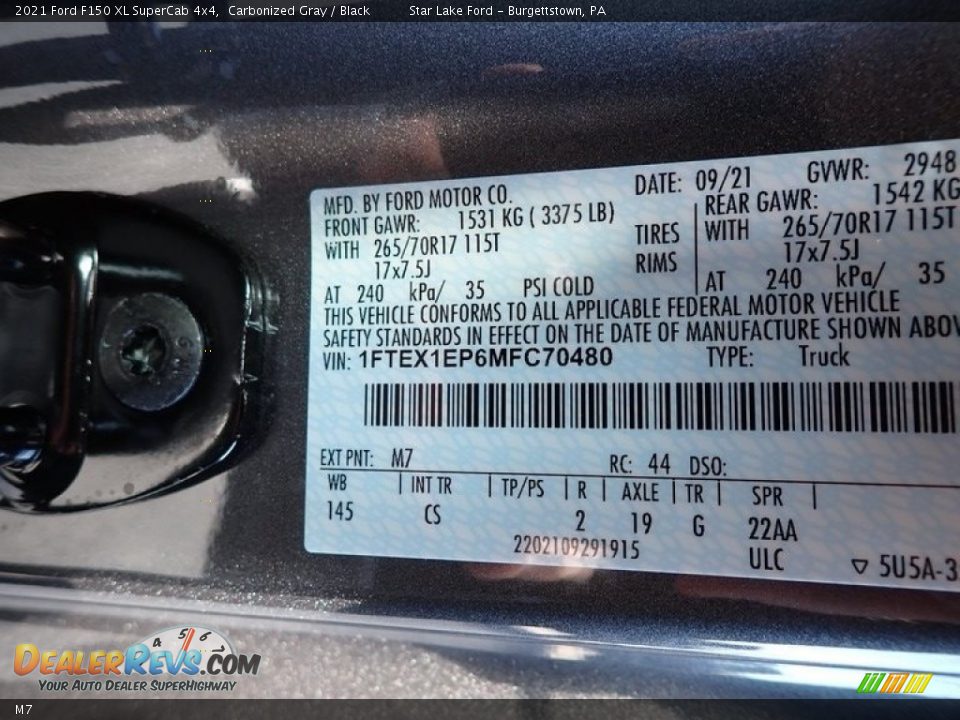 2021 Ford F150 XL SuperCab 4x4, Carbonized Gray / Black Star Lake Ford - Burgettstown, PA
MFD. BY FORD MOTOR CO. DATE: 09/21 GVWR: 2948
FRONT GAWR: 1531 KG ( 3375 LB) REAR GAWR: 1542 KG
WITH 265/70R17 115T TIRES WITH 265/70R17 115T
17x7.5J RIMS 17x7.5J
AT 240 kPa/ 35 PSI COLD AT 240 kPa/ 35
THIS VEHICLE CONFORMS TO ALL APPLICABLE FEDERAL MOTOR VEHICLE
SAFETY STANDARDS IN EFFECT ON THE DATE OF MANUFACTURE SHOWN ABOV
VIN: 1FTEX1EP6MFC70480 TYPE: Truck
EXT PNT: M7 RC: 44 DSO:
WB INT TR TP/PS R AXLE TR SPR
145 CS 2 19 G 22AA
2202109291915 ULC 5U5A-3
4 5 6
DEALERREVS.COM
YOUR AUTO DEALER SUPERHIGHWAY
M7